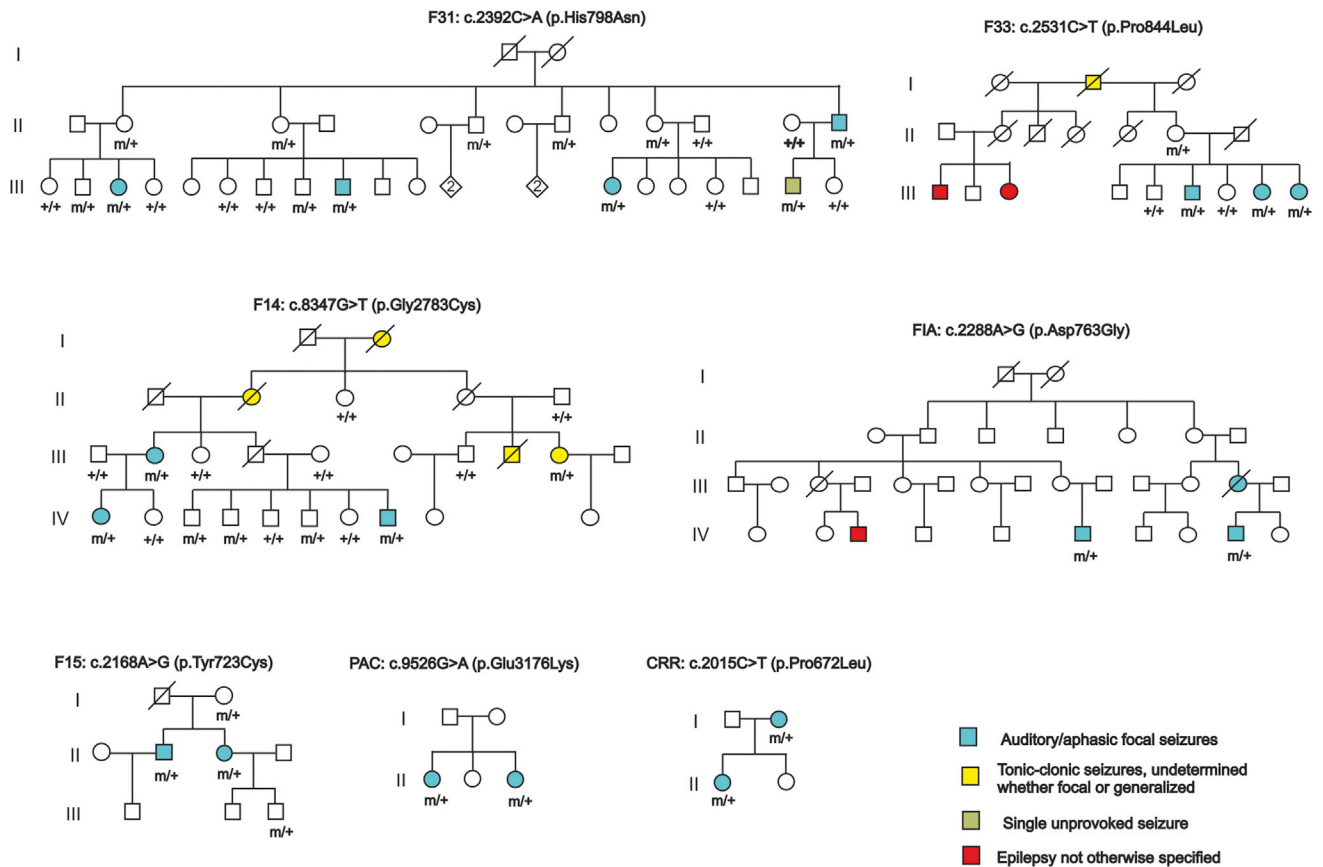 F31: c.2392C>A (p.His798Asn)
I
II
m/+ m/+ m/+ m/+ m/+ +/+ +/+ m/+
III
2 2
+/+ m/+ m/+ +/+ +/+ +/+ m/+ m/+ m/+ +/+ m/+ +/+
F33: c.2531C>T (p.Pro844Leu)
I
II
m/+
III
+/+ m/+ +/+ m/+ m/+
F14: c.8347G>T (p.Gly2783Cys)
I
II
+/+ +/+
III
+/+ m/+ +/+ +/+ +/+ m/+
IV
m/+ +/+ m/+ m/+ +/+ m/+ +/+ m/+
FIA: c.2288A>G (p.Asp763Gly)
I
II
III
IV
m/+ m/+
F15: c.2168A>G (p.Tyr723Cys)
I
m/+
II
m/+ m/+
III
m/+
PAC: c.9526G>A (p.Glu3176Lys)
I
II
m/+ m/+
CRR: c.2015C>T (p.Pro672Leu)
I
m/+
II
m/+
Auditory/aphasic focal seizures
Tonic-clonic seizures, undetermined
whether focal or generalized
Single unprovoked seizure
Epilepsy not otherwise specified